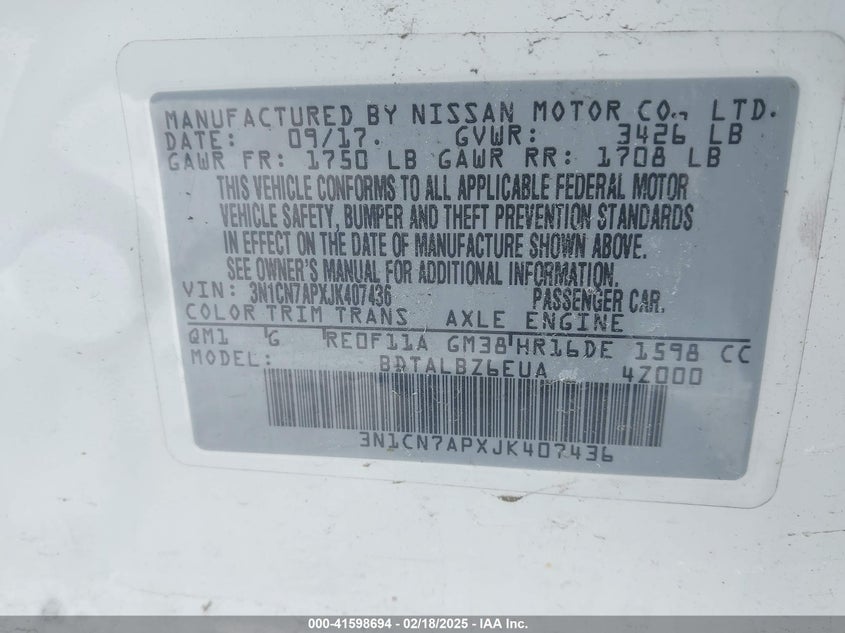 MANUFACTURED BY NISSAN MOTOR CO., LTD.
DATE: 09/17. GVWR: 3426 LB
GAWR FR: 1750 LB GAWR RR: 1708 LB
THIS VEHICLE CONFORMS TO ALL APPLICABLE FEDERAL MOTOR
VEHICLE SAFETY, BUMPER AND THEFT PREVENTION STANDARDS
IN EFFECT ON THE DATE OF MANUFACTURE SHOWN ABOVE.
SEE OWNER'S MANUAL FOR ADDITIONAL INFORMATION.
VIN: 3N1CN7APXJK407436 PASSENGER CAR.
COLOR TRIM TRANS AXLE ENGINE
QM1 G RE0F11A GM38 HR16DE 1598 CC
MODEL: BDTALBZ6EUA 4Z000
3N1CN7APXJK407436
000-41598694 - 02/18/2025 - IAA Inc.